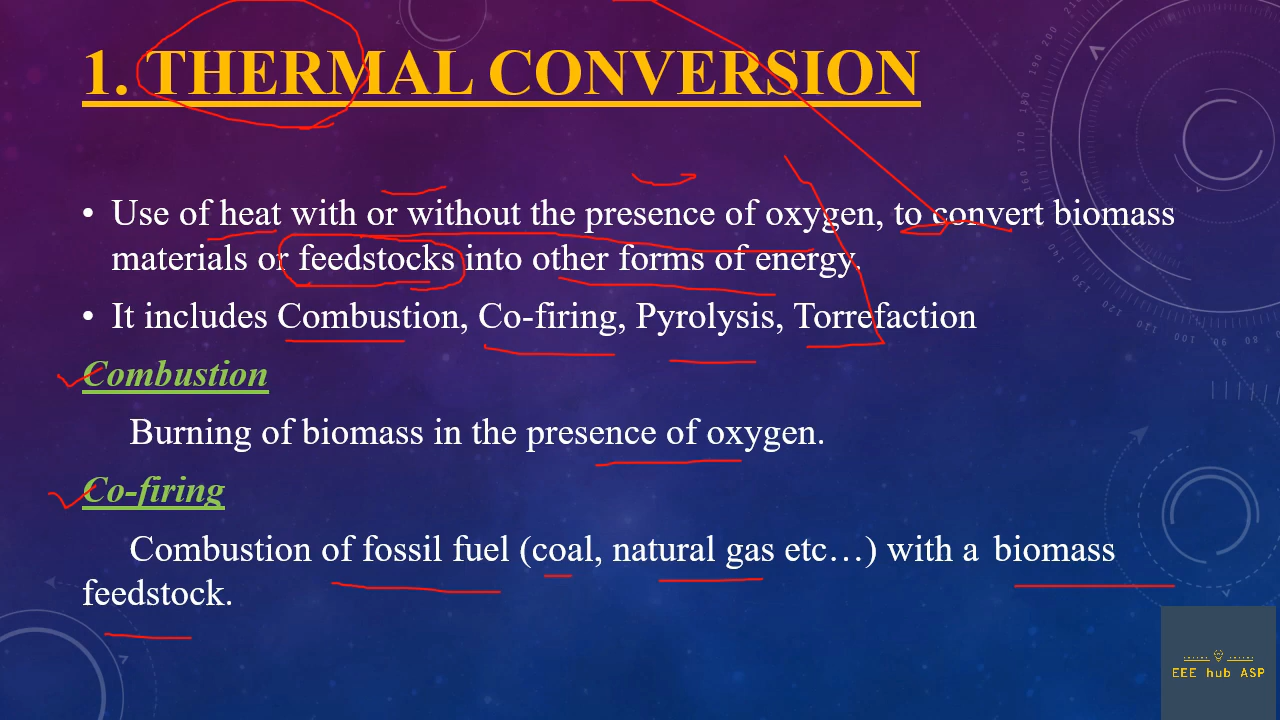 1. THERMAL CONVERSION
• Use of heat with or without the presence of oxygen, to convert biomass
materials or feedstocks into other forms of energy.
• It includes Combustion, Co-firing, Pyrolysis, Torrefaction
Combustion
Burning of biomass in the presence of oxygen.
Co-firing
Combustion of fossil fuel (coal, natural gas etc…) with a biomass
feedstock.
EEE hub ASP